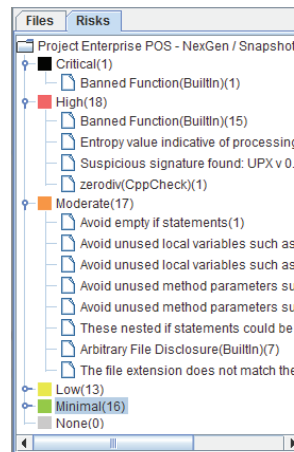 Files Risks
Project Enterprise POS - NexGen / Snapshot
Critical(1)
Banned Function(BuiltIn)(1)
High(18)
Banned Function(BuiltIn)(15)
Entropy value indicative of processing
Suspicious signature found: UPX v 0.
zerodiv(CppCheck)(1)
Moderate(17)
Avoid empty if statements(1)
Avoid unused local variables such as
Avoid unused local variables such as
Avoid unused method parameters su
Avoid unused method parameters su
These nested if statements could be
Arbitrary File Disclosure(BuiltIn)(7)
The file extension does not match the
Low(13)
Minimal(16)
None(0)